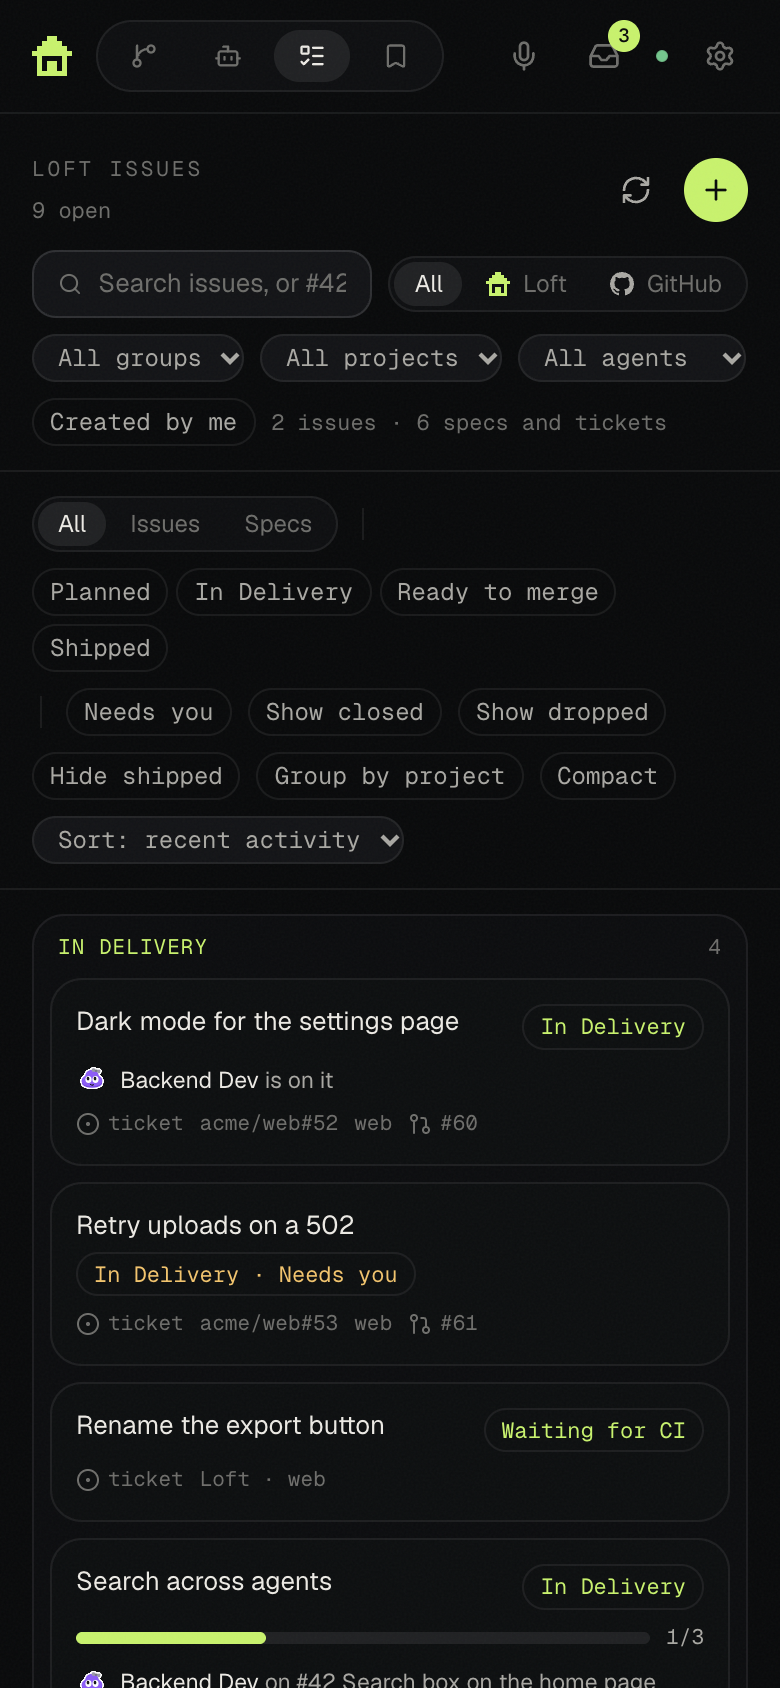 3
LOFT ISSUES
9 open
Search issues, or #42
All Loft GitHub
All groups All projects All agents
Created by me 2 issues · 6 specs and tickets
All Issues Specs
Planned In Delivery Ready to merge
Shipped
Needs you Show closed Show dropped
Hide shipped Group by project Compact
Sort: recent activity
IN DELIVERY 4
Dark mode for the settings page In Delivery
Backend Dev is on it
ticket acme/web#52 web #60
Retry uploads on a 502
In Delivery · Needs you
ticket acme/web#53 web #61
Rename the export button Waiting for CI
ticket Loft · web
Search across agents In Delivery
1/3
Backend Dev on #42 Search box on the home page